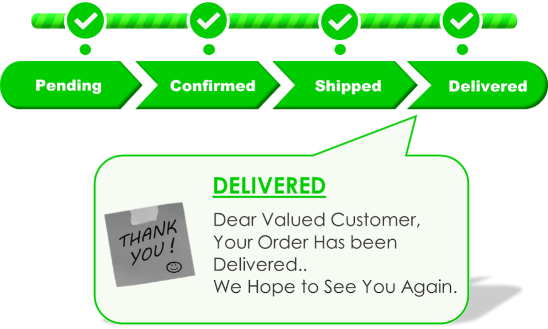 Pending Confirmed Shipped Delivered
DELIVERED
THANK
YOU!
Dear Valued Customer,
Your Order Has been
Delivered..
We Hope to See You Again.